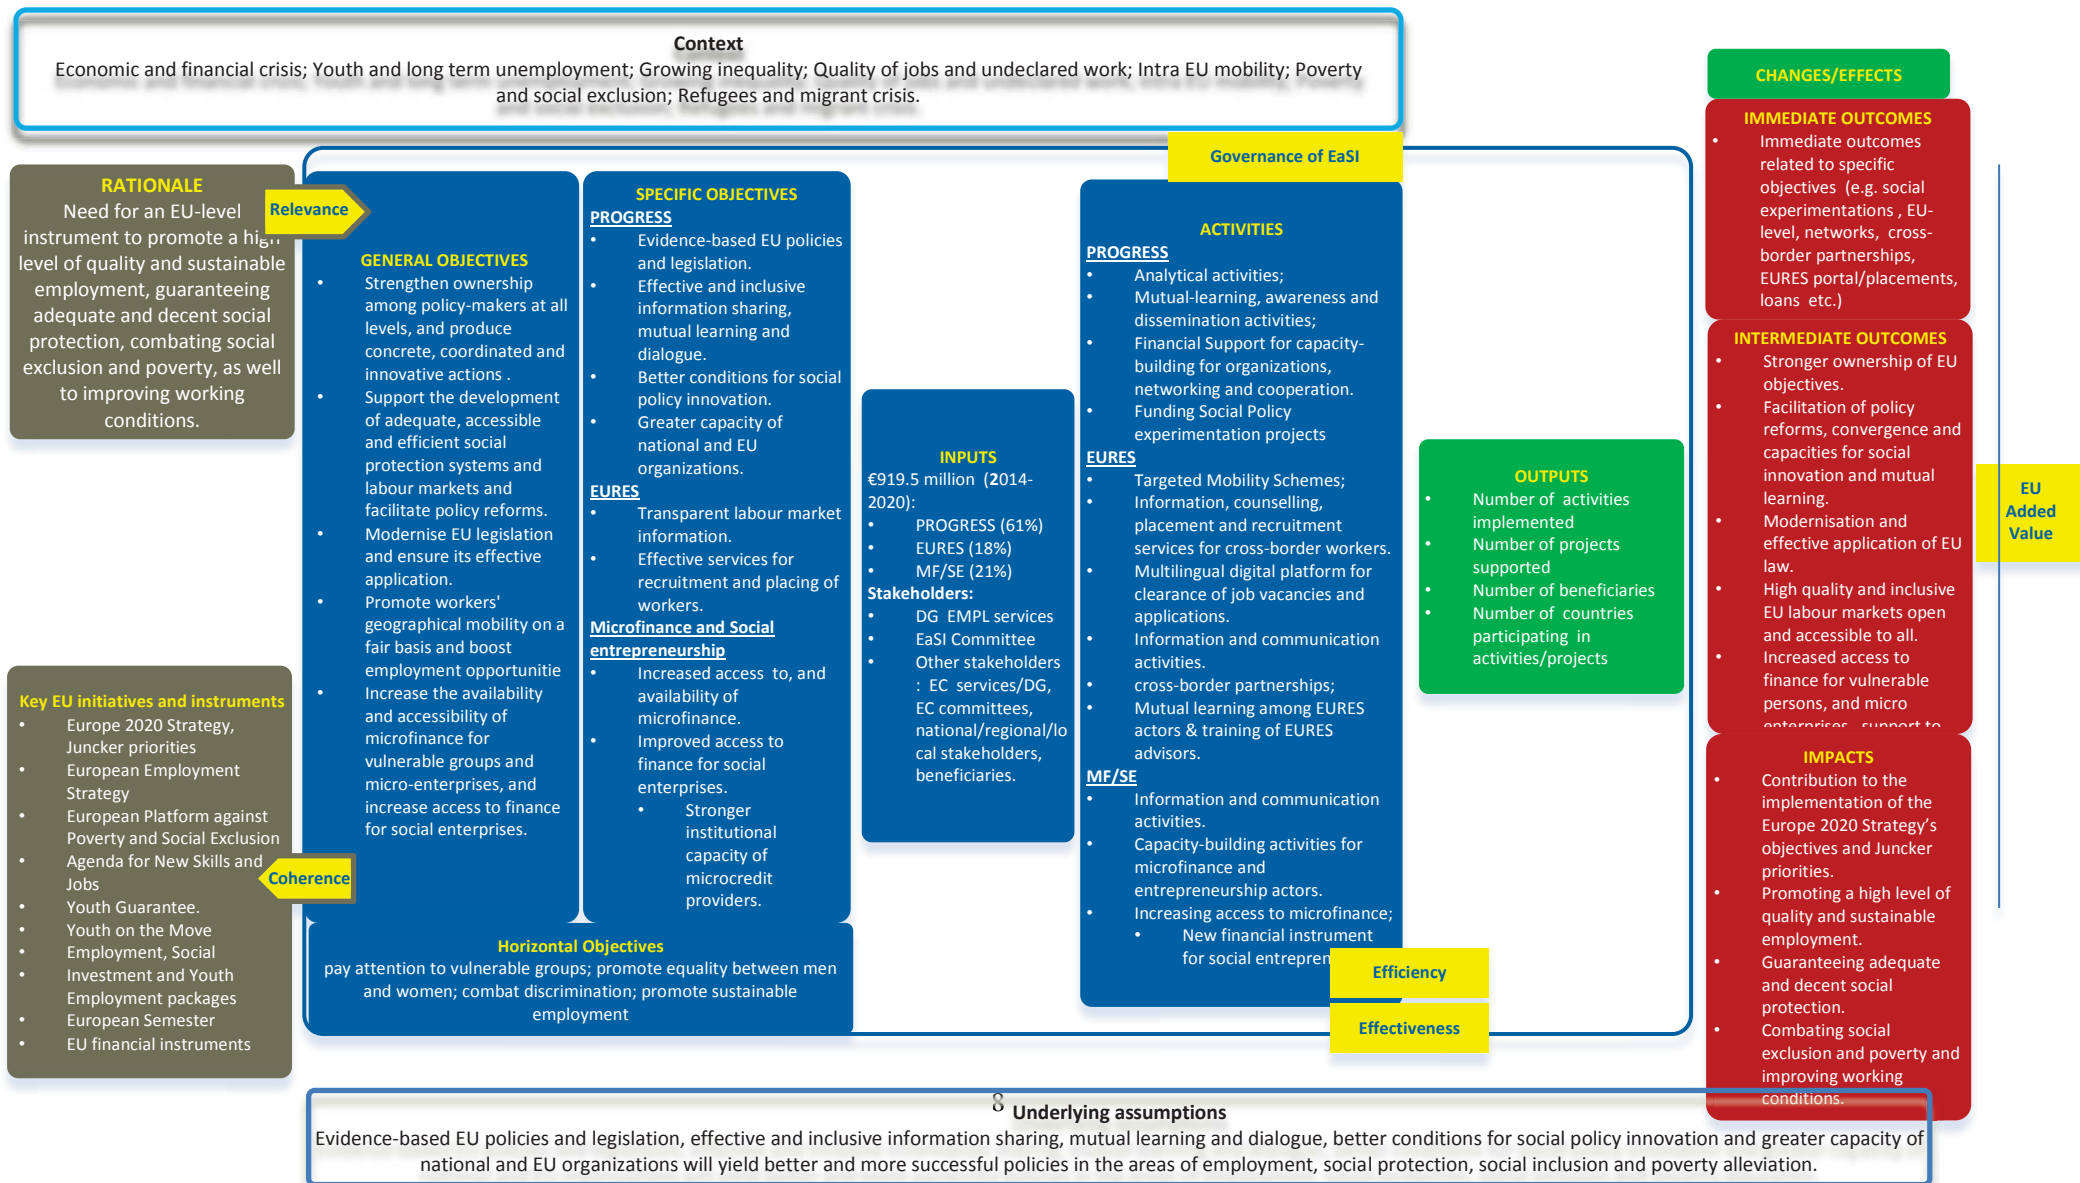 Context
Economic and financial crisis; Youth and long term unemployment; Growing inequality; Quality of jobs and undeclared work; Intra EU mobility; Poverty
and social exclusion; Refugees and migrant crisis.
Governance of EaSI
RATIONALE
Need for an EU-level
instrument to promote a high
level of quality and sustainable
employment, guaranteeing
adequate and decent social
protection, combating social
exclusion and poverty, as well
to improving working
conditions.
Relevance
Key EU initiatives and instruments
• Europe 2020 Strategy,
Juncker priorities
• European Employment
Strategy
• European Platform against
Poverty and Social Exclusion
• Agenda for New Skills and
Jobs
• Youth Guarantee.
• Youth on the Move
• Employment, Social
• Investment and Youth
Employment packages
• European Semester
• EU financial instruments
Coherence
GENERAL OBJECTIVES
• Strengthen ownership
among policy-makers at all
levels, and produce
concrete, coordinated and
innovative actions .
• Support the development
of adequate, accessible
and efficient social
protection systems and
labour markets and
facilitate policy reforms.
• Modernise EU legislation
and ensure its effective
application.
• Promote workers'
geographical mobility on a
fair basis and boost
employment opportunitie
• Increase the availability
and accessibility of
microfinance for
vulnerable groups and
micro-enterprises, and
increase access to finance
for social enterprises.
SPECIFIC OBJECTIVES
PROGRESS
• Evidence-based EU policies
and legislation.
• Effective and inclusive
information sharing,
mutual learning and
dialogue.
• Better conditions for social
policy innovation.
• Greater capacity of
national and EU
organizations.
EURES
• Transparent labour market
information.
• Effective services for
recruitment and placing of
workers.
Microfinance and Social
entrepreneurship
• Increased access to, and
availability of
microfinance.
• Improved access to
finance for social
enterprises.
• Stronger
institutional
capacity of
microcredit
providers.
Horizontal Objectives
pay attention to vulnerable groups; promote equality between men
and women; combat discrimination; promote sustainable
employment
INPUTS
€919.5 million (2014-
2020):
• PROGRESS (61%)
• EURES (18%)
• MF/SE (21%)
Stakeholders:
• DG EMPL services
• EaSI Committee
• Other stakeholders
: EC services/DG,
EC committees,
national/regional/lo
cal stakeholders,
beneficiaries.
ACTIVITIES
PROGRESS
• Analytical activities;
• Mutual-learning, awareness and
dissemination activities;
• Financial Support for capacity-
building for organizations,
networking and cooperation.
• Funding Social Policy
experimentation projects
EURES
• Targeted Mobility Schemes;
• Information, counselling,
placement and recruitment
services for cross-border workers.
• Multilingual digital platform for
clearance of job vacancies and
applications.
• Information and communication
activities.
• cross-border partnerships;
• Mutual learning among EURES
actors & training of EURES
advisors.
MF/SE
• Information and communication
activities.
• Capacity-building activities for
microfinance and
entrepreneurship actors.
• Increasing access to microfinance;
• New financial instrument
for social entrepren
Efficiency
Effectiveness
OUTPUTS
• Number of activities
implemented
• Number of projects
supported
• Number of beneficiaries
• Number of countries
participating in
activities/projects
CHANGES/EFFECTS
IMMEDIATE OUTCOMES
• Immediate outcomes
related to specific
objectives (e.g. social
experimentations , EU-
level, networks, cross-
border partnerships,
EURES portal/placements,
loans etc.)
INTERMEDIATE OUTCOMES
• Stronger ownership of EU
objectives.
• Facilitation of policy
reforms, convergence and
capacities for social
innovation and mutual
learning.
• Modernisation and
effective application of EU
law.
• High quality and inclusive
EU labour markets open
and accessible to all.
• Increased access to
finance for vulnerable
persons, and micro
enterprises, support to
IMPACTS
• Contribution to the
implementation of the
Europe 2020 Strategy’s
objectives and Juncker
priorities.
• Promoting a high level of
quality and sustainable
employment.
• Guaranteeing adequate
and decent social
protection.
• Combating social
exclusion and poverty and
improving working
conditions.
EU
Added
Value
8
Underlying assumptions
Evidence-based EU policies and legislation, effective and inclusive information sharing, mutual learning and dialogue, better conditions for social policy innovation and greater capacity of
national and EU organizations will yield better and more successful policies in the areas of employment, social protection, social inclusion and poverty alleviation.